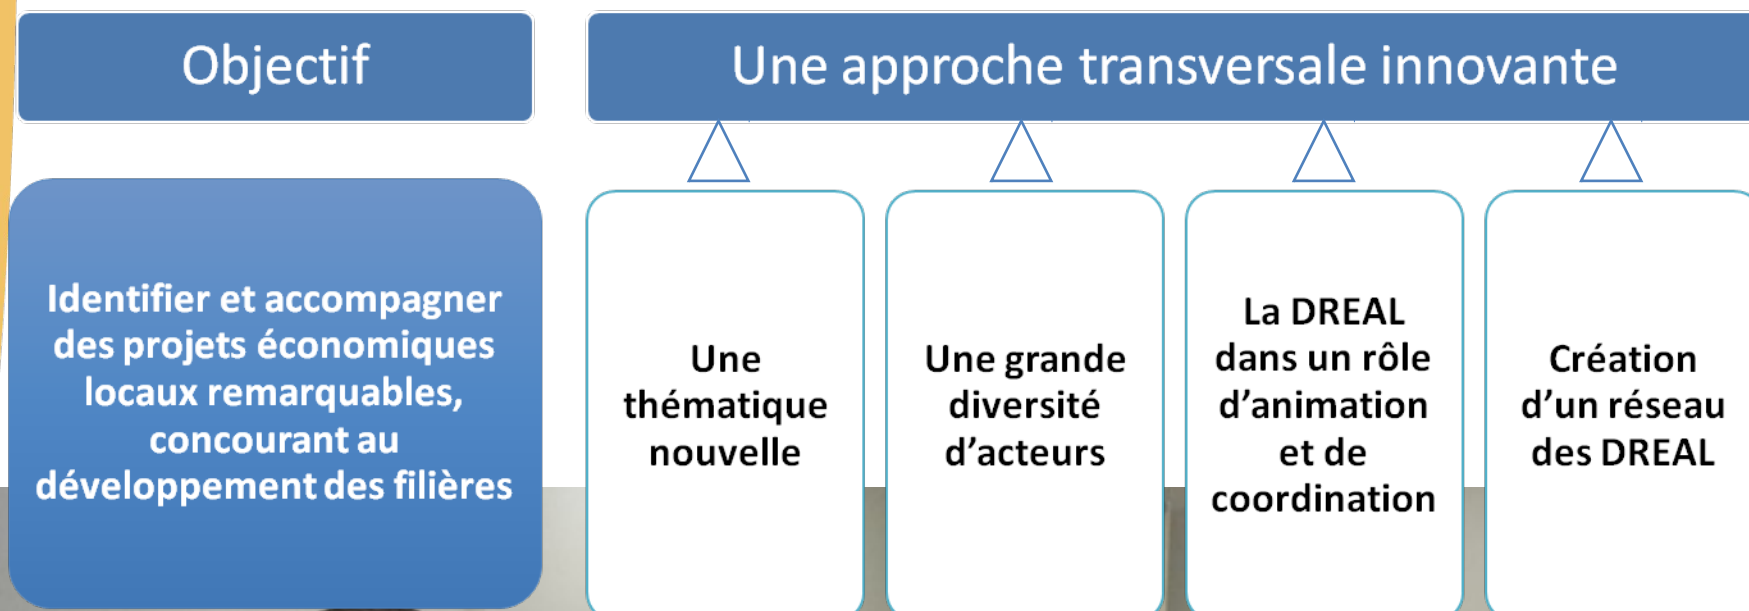 Objectif
Une approche transversale innovante
Identifier et accompagner
des projets économiques
locaux remarquables,
concourant au
développement des filières
Une
thématique
nouvelle
Une grande
diversité
d'acteurs
La DREAL
dans un rôle
d'animation
et de
coordination
Création
d'un réseau
des DREAL